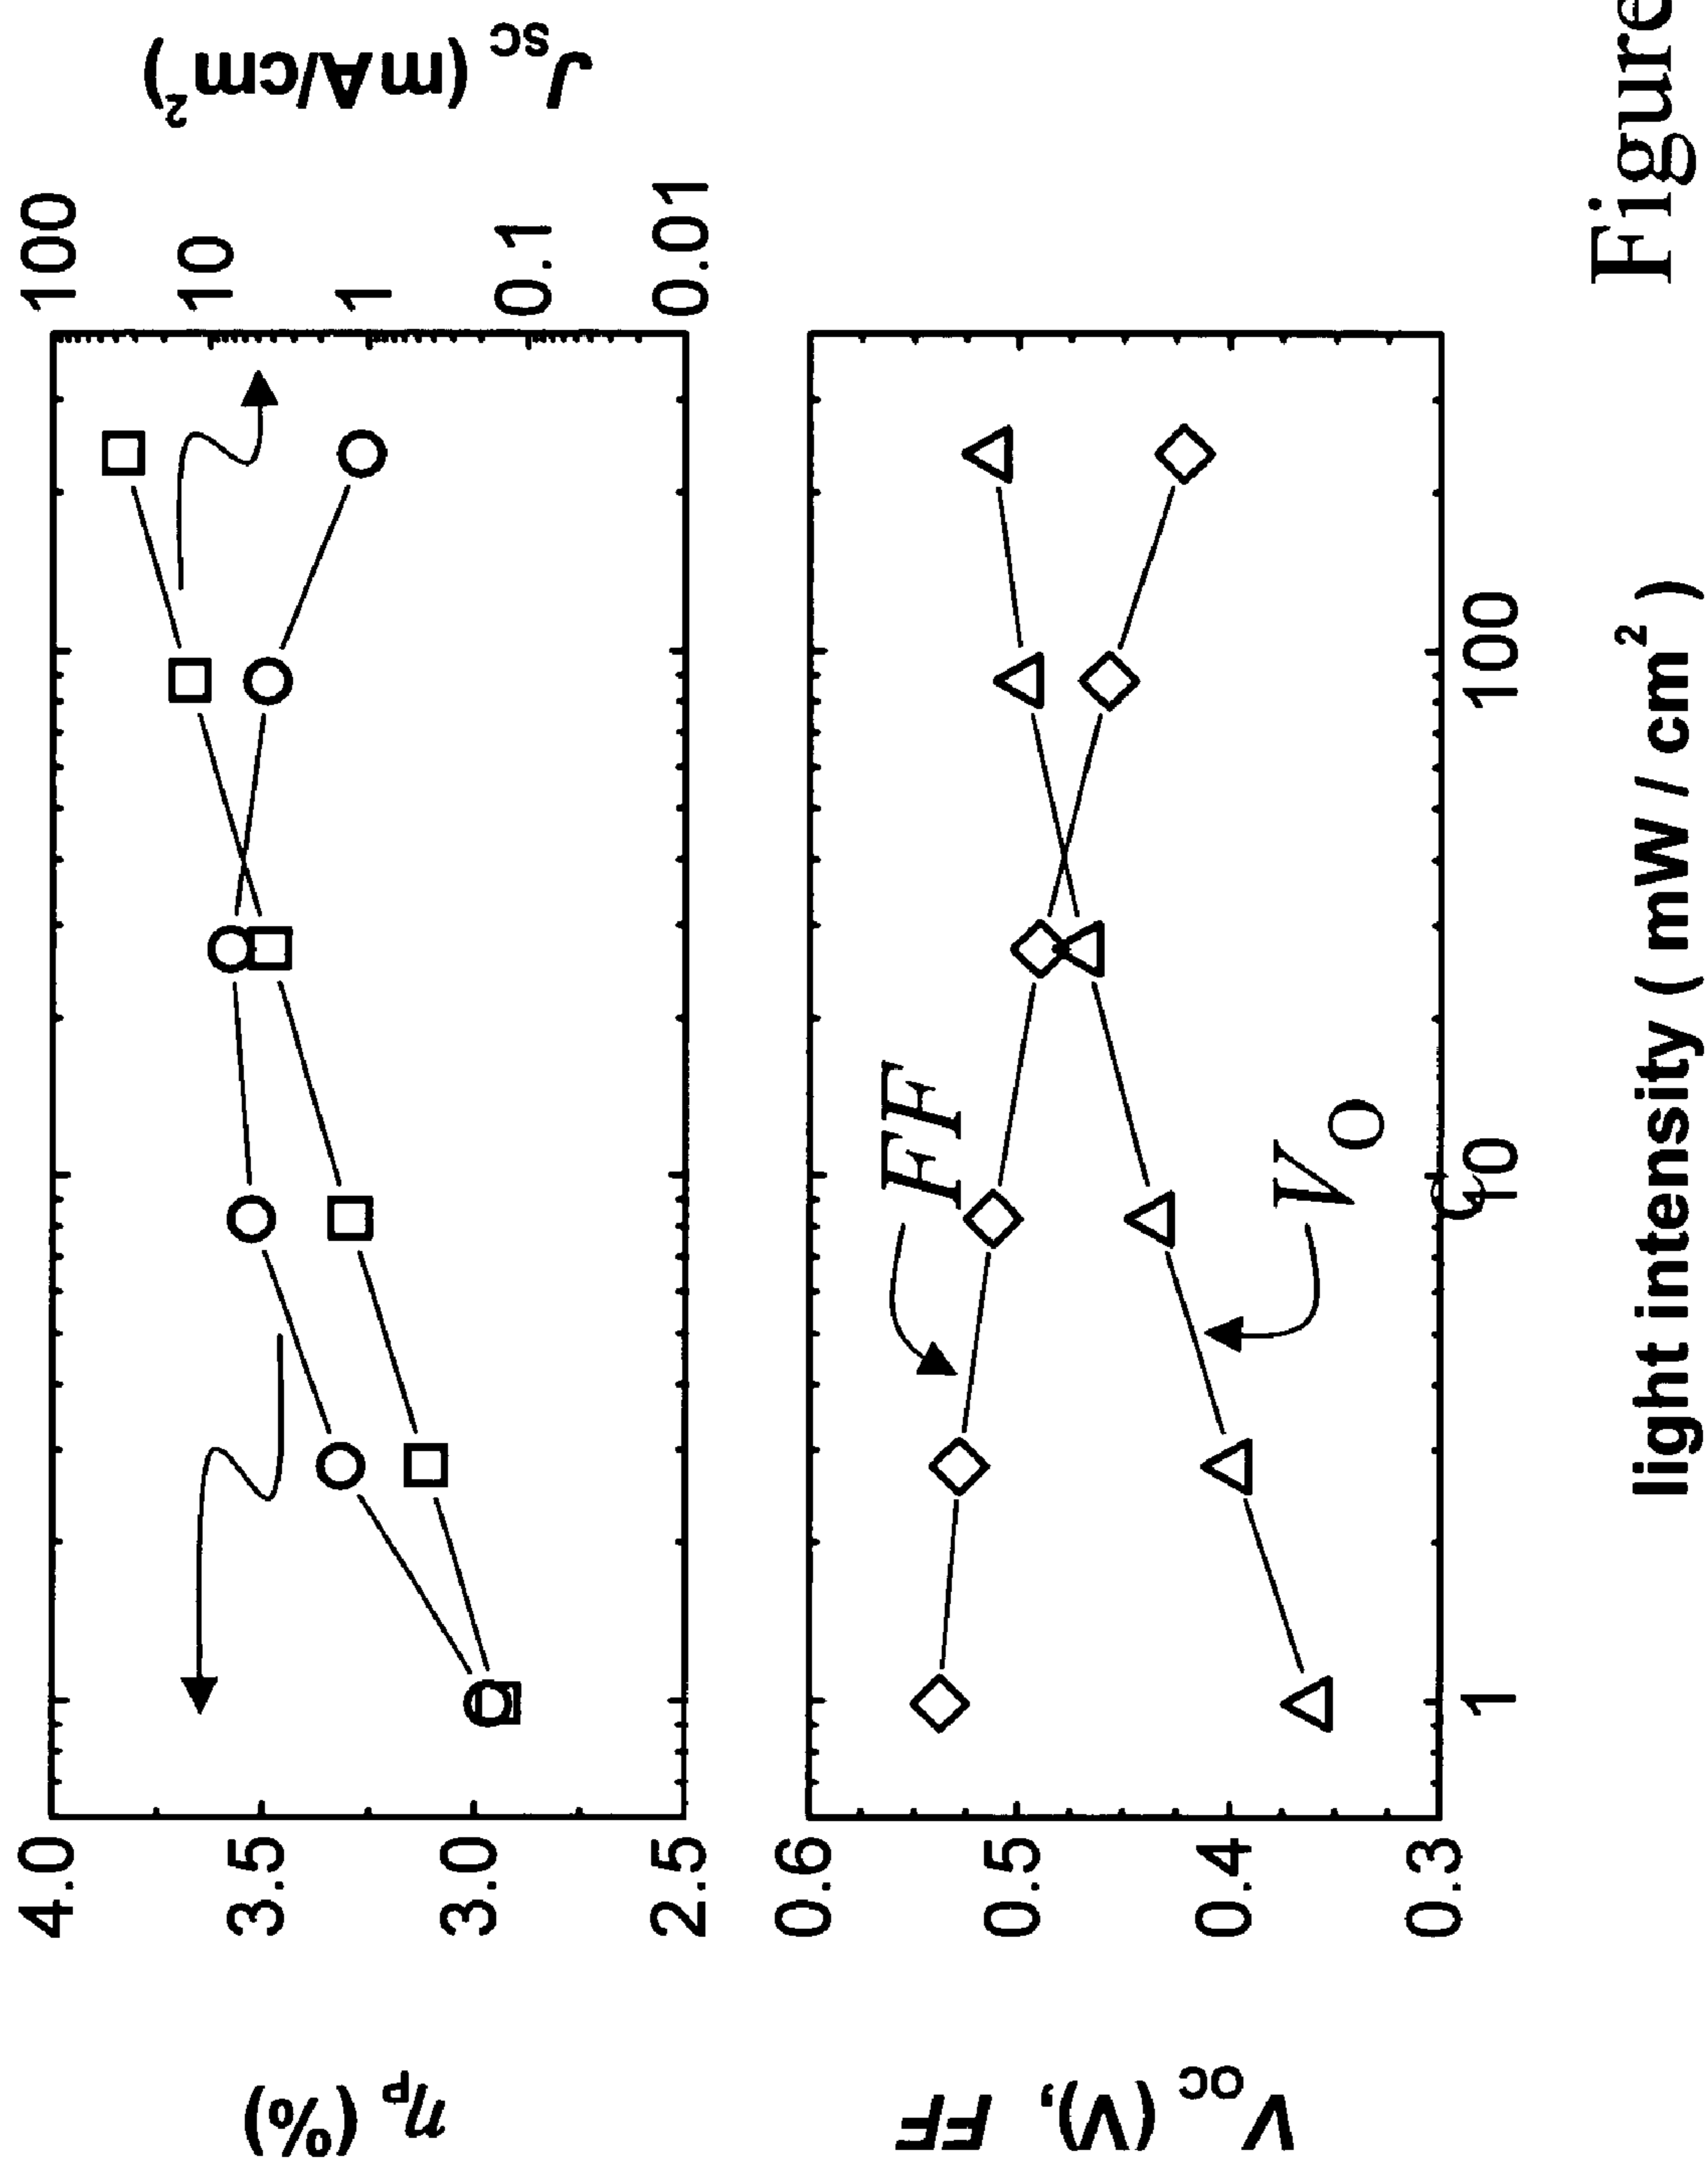 η_p (%)
4.0
3.5
3.0
2.5
100
10
1
0.1
0.01
J_sc (mA/cm²)
V_oc (V), FF
0.6
0.5
0.4
0.3
FF
V_O
c
1
10
100
light intensity ( mW / cm² )
Figure